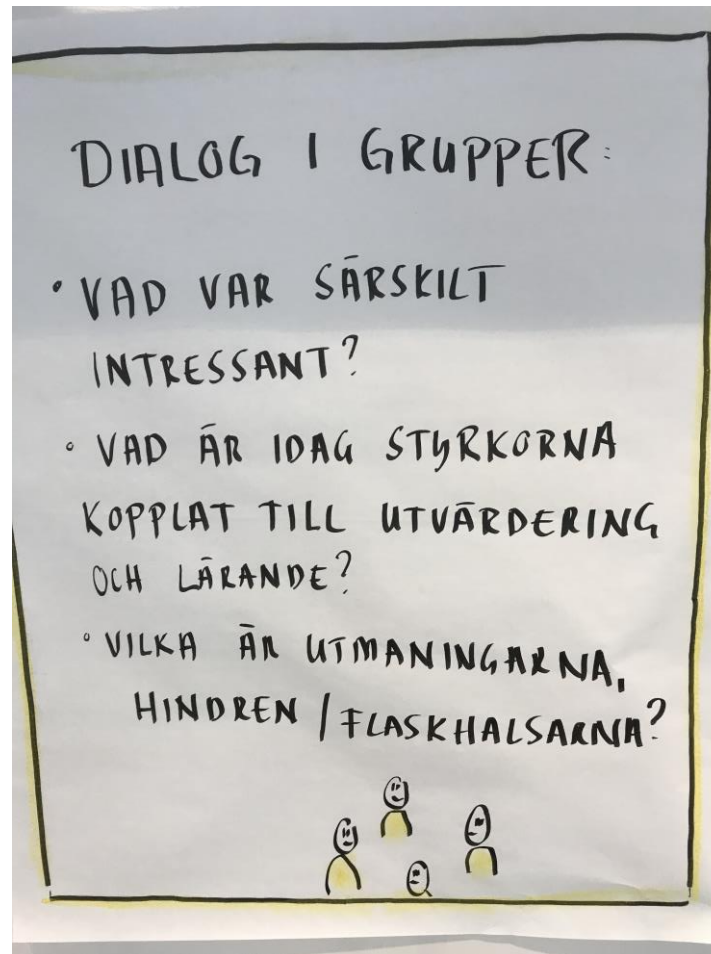 DIALOG I GRUPPER:
• VAD VAR SÄRSKILT
INTRESSANT?
• VAD ÄR IDAG STYRKORNA
KOPPLAT TILL UTVÄRDERING
OCH LÄRANDE?
• VILKA ÄR UTMANINGARNA,
HINDREN / FLASKHALSARNA?